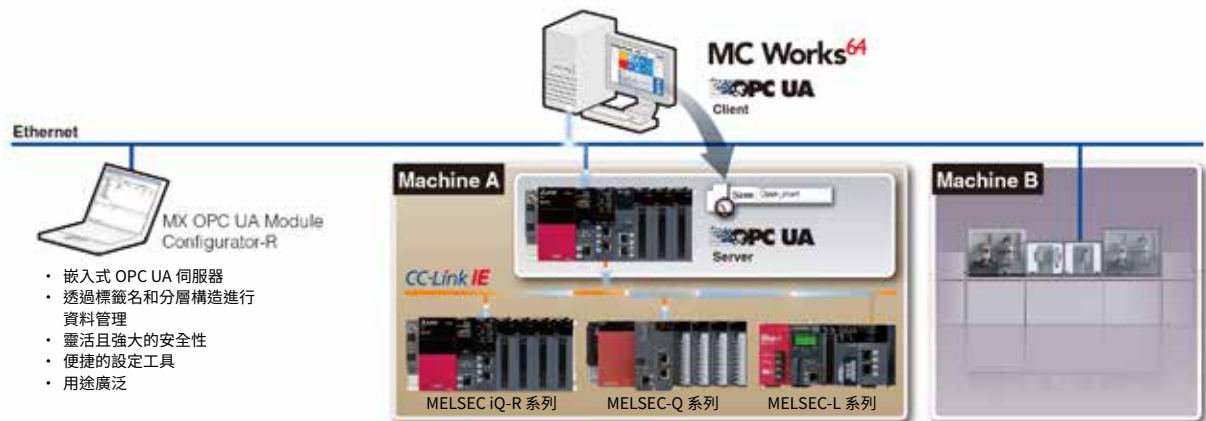 MC Works64
OPC UA
Client
Ethernet
MX OPC UA Module
Configurator-R
・ 嵌入式 OPC UA 伺服器
・ 透過標籤名和分層構造進行
資料管理
・ 靈活且強大的安全性
・ 便捷的設定工具
・ 用途廣泛
Machine A
OPC UA
Server
CC-Link IE
MELSEC iQ-R 系列
MELSEC-Q 系列
MELSEC-L 系列
Machine B